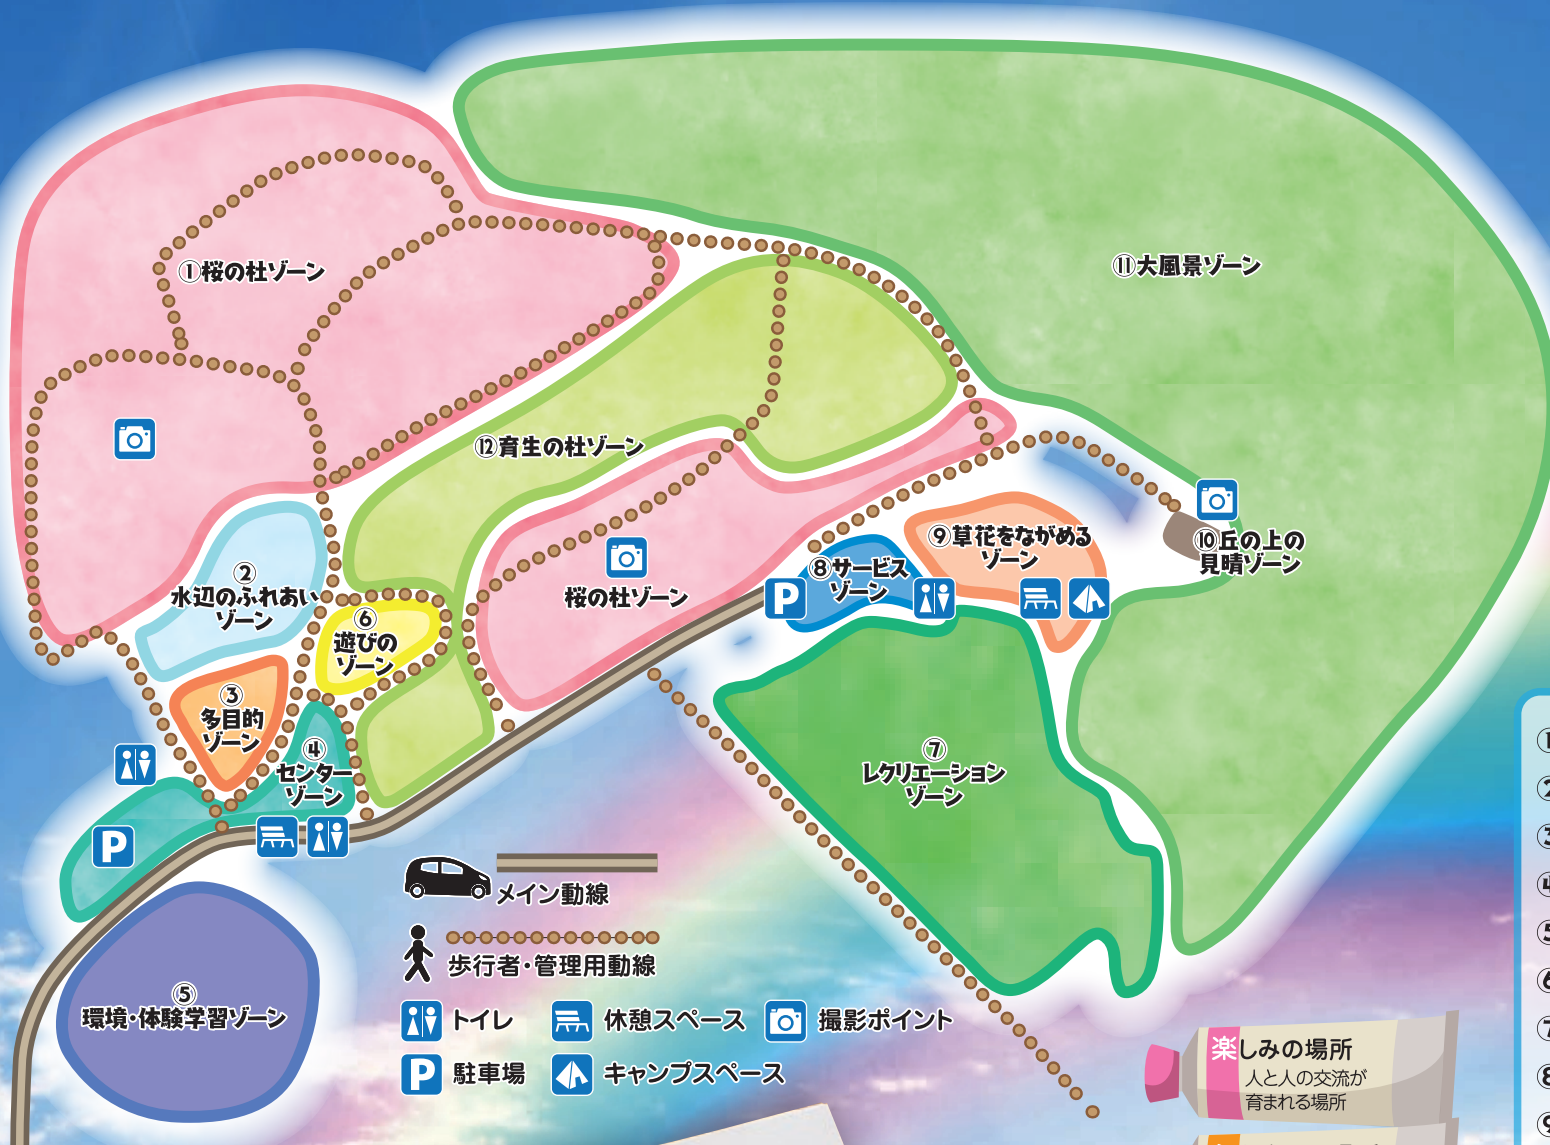 ①桜の杜ゾーン
⑪大風景ゾーン
⑫育生の杜ゾーン
⑨草花をながめる
ゾーン
⑩丘の上の
見晴ゾーン
⑧サービス
ゾーン
②
水辺のふれあい
ゾーン
桜の杜ゾーン
P
⑥
遊びの
ゾーン
③
多目的
ゾーン
④
センター
ゾーン
⑦
レクリエーション
ゾーン
P
メイン動線
歩行者・管理用動線
⑤
環境・体験学習ゾーン
トイレ
休憩スペース
撮影ポイント
P 駐車場
キャンプスペース
楽しみの場所
人と人の交流が
育まれる場所
①
②
③
④
⑤
⑥
⑦
⑧
⑨